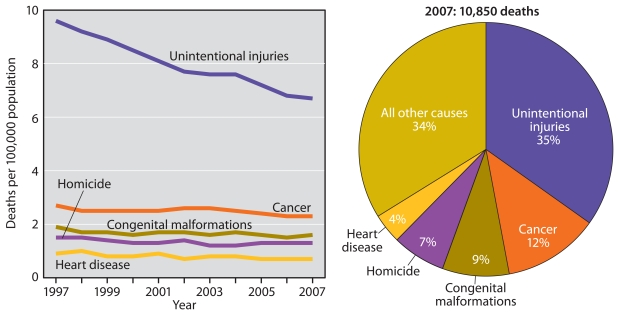 10
8
6
4
2
0
Deaths per 100,000 population
Unintentional injuries
Homicide
Cancer
Congenital malformations
Heart disease
1997
1999
2001
2003
2005
2007
Year
2007: 10,850 deaths
All other causes
34%
Unintentional
injuries
35%
4%
Heart
disease
7%
Homicide
9%
Congenital
malformations
Cancer
12%